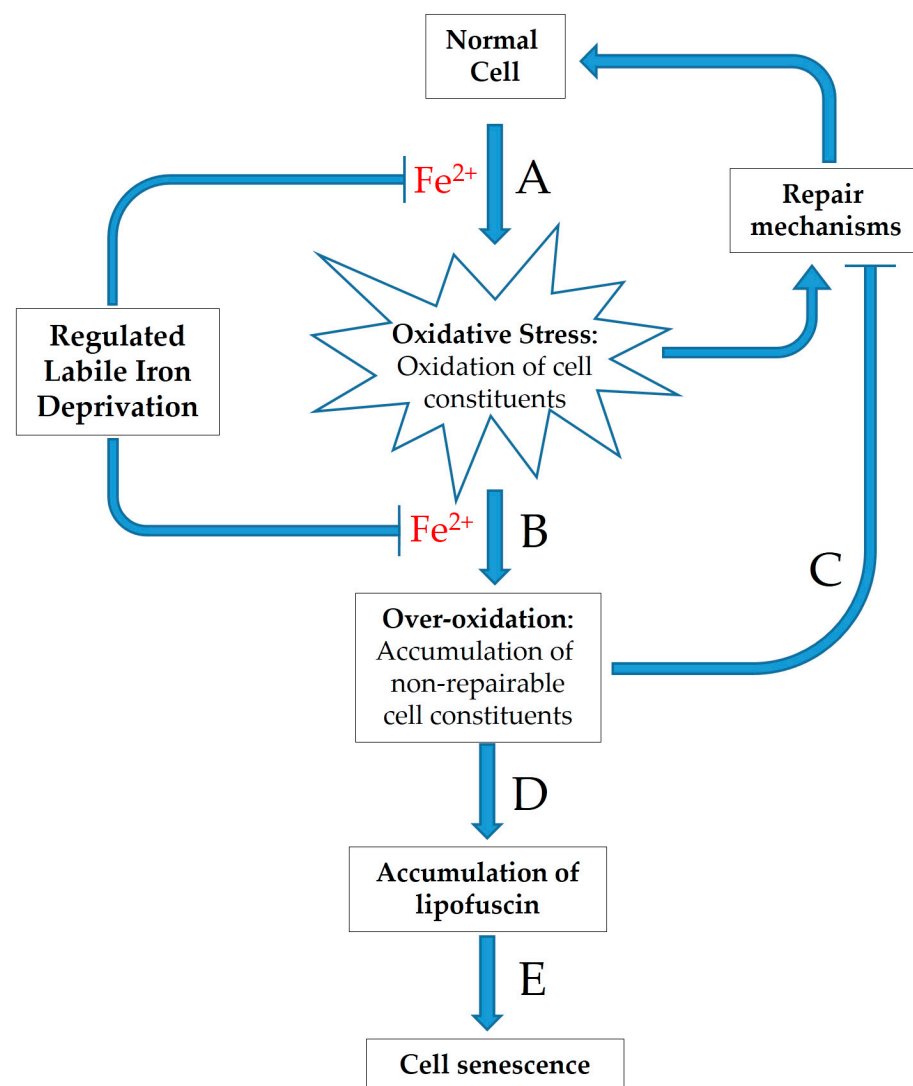 Normal
Cell
Fe²⁺
A
Repair
mechanisms
Regulated
Labile Iron
Deprivation
Oxidative Stress:
Oxidation of cell
constituents
Fe²⁺
B
C
Over-oxidation:
Accumulation of
non-repairable
cell constituents
D
Accumulation of
lipofuscin
E
Cell senescence